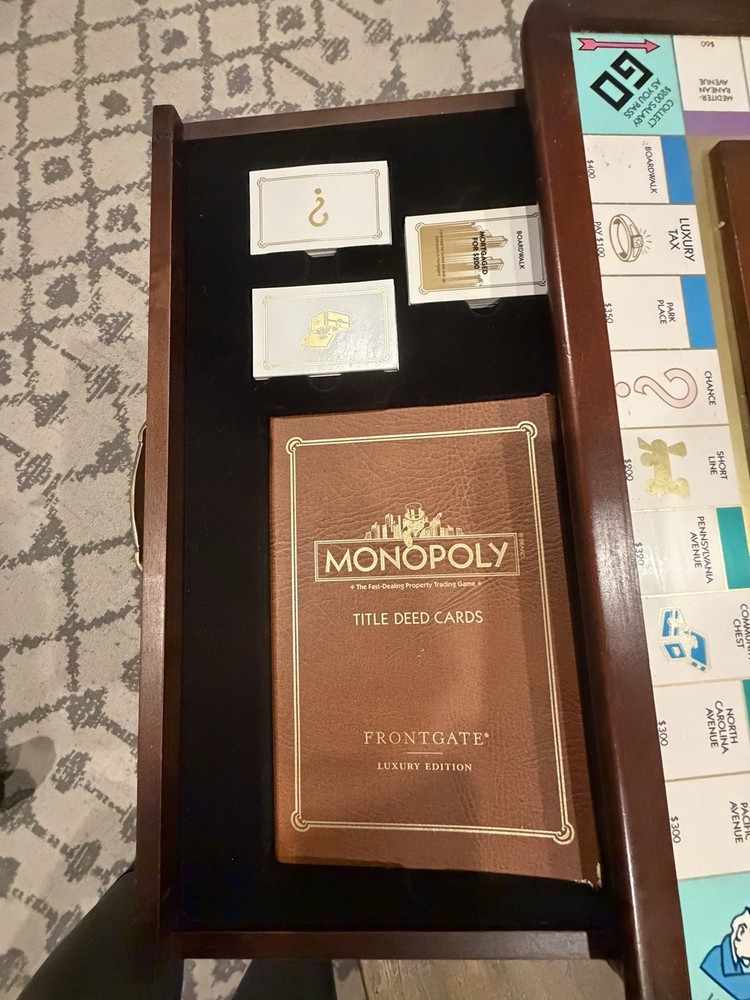 BOARDWALK
MORTGAGED
FOR $200
MONOPOLY
The Fast-Dealing Property Trading Game
TITLE DEED CARDS
FRONTGATE®
LUXURY EDITION
GO
COLLECT
$200 SALARY
AS YOU PASS
MEDITER-
RANEAN
AVENUE
$60
BOARDWALK
$400
LUXURY
TAX
PAY $100
PARK
PLACE
$350
CHANCE
SHORT
LINE
$200
PENNSYLVANIA
AVENUE
COMMUN
CHEST
NORTH
CAROLINA
AVENUE
$300
PACIFIC
AVENUE
$300